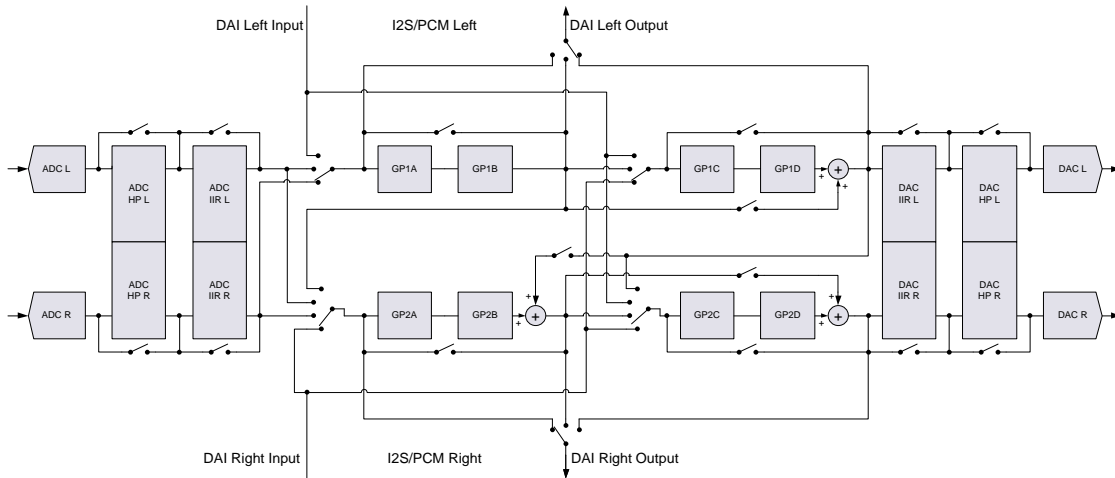 DAI Left Input
I2S/PCM Left
DAI Left Output
ADC L
ADC
HP L
ADC
IIR L
GP1A
GP1B
GP1C
GP1D
+
+
+
DAC
IIR L
DAC
HP L
DAC L
ADC R
ADC
HP R
ADC
IIR R
GP2A
GP2B
+
+
+
GP2C
GP2D
+
+
+
DAC
IIR R
DAC
HP R
DAC R
DAI Right Input
I2S/PCM Right
DAI Right Output